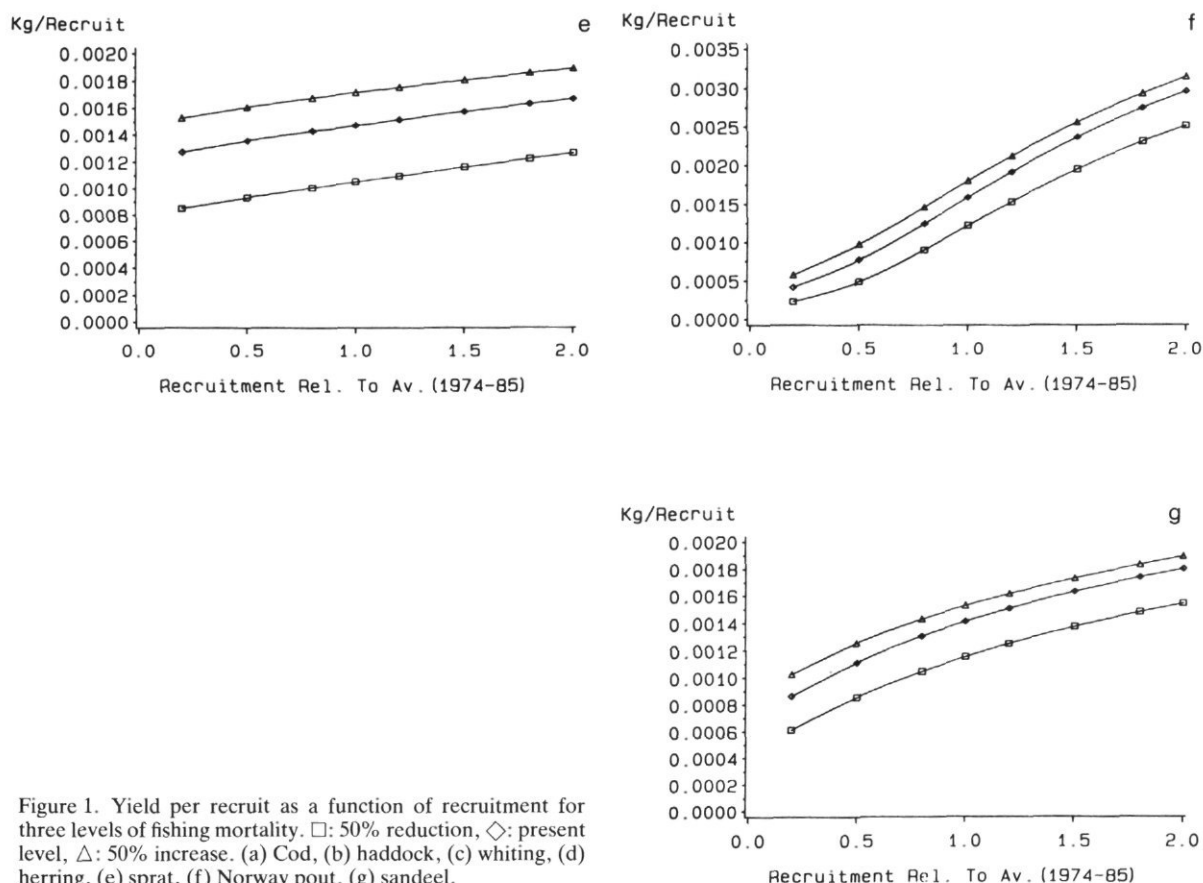 Kg/Recruit e
0.0020
0.0018
0.0016
0.0014
0.0012
0.0010
0.0008
0.0006
0.0004
0.0002
0.0000
0.0 0.5 1.0 1.5 2.0
Recruitment Rel. To Av. (1974-85)
Kg/Recruit f
0.0035
0.0030
0.0025
0.0020
0.0015
0.0010
0.0005
0.0000
0.0 0.5 1.0 1.5 2.0
Recruitment Rel. To Av. (1974-85)
Kg/Recruit g
0.0020
0.0018
0.0016
0.0014
0.0012
0.0010
0.0008
0.0006
0.0004
0.0002
0.0000
0.0 0.5 1.0 1.5 2.0
Recruitment Rel. To Av. (1974-85)
Figure 1. Yield per recruit as a function of recruitment for
three levels of fishing mortality. □: 50% reduction, ◇: present
level, △: 50% increase. (a) Cod, (b) haddock, (c) whiting, (d)
herring, (e) sprat, (f) Norway pout, (g) sandeel.